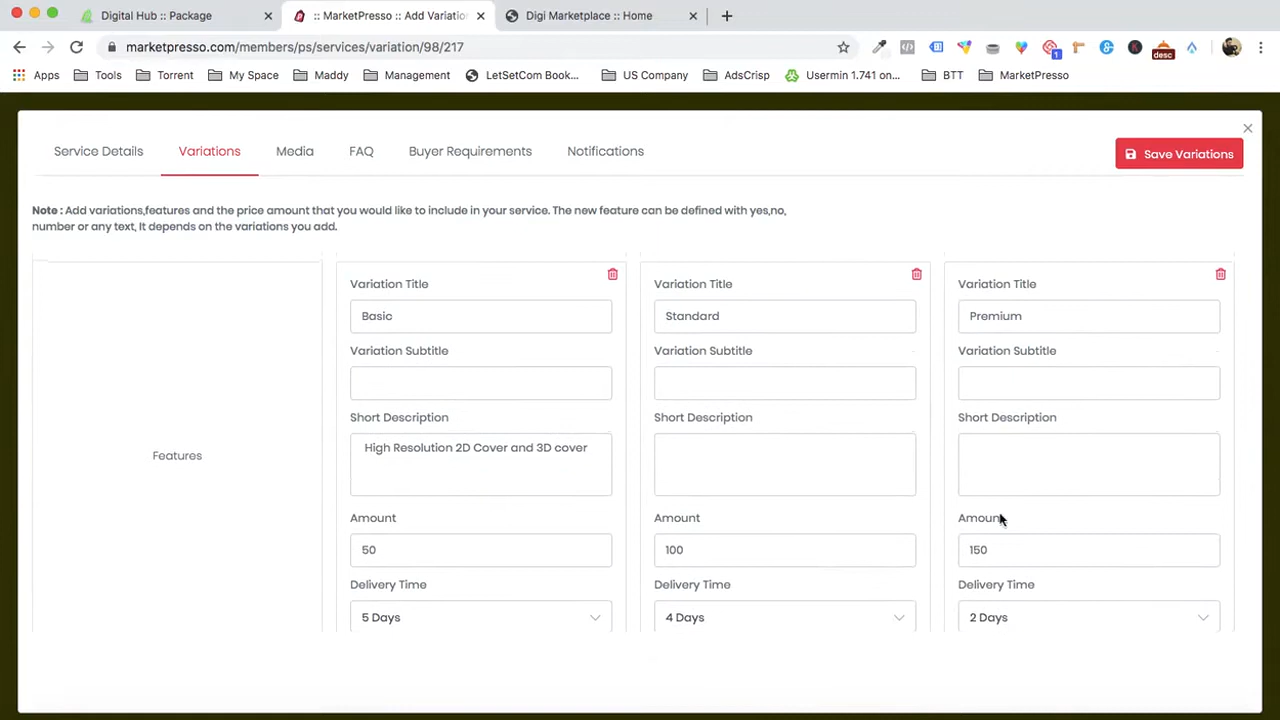 Digital Hub :: Package
:: MarketPresso :: Add Variatio
Digi Marketplace :: Home
marketpresso.com/members/ps/services/variation/98/217
1
desc
Apps
Tools
Torrent
My Space
Maddy
Management
LetSetCom Book...
US Company
AdsCrisp
Usermin 1.741 on...
BTT
MarketPresso
Service Details
Variations
Media
FAQ
Buyer Requirements
Notifications
Save Variations
Note : Add variations,features and the price amount that you would like to include in your service. The new feature can be defined with yes,no,
number or any text, It depends on the variations you add.
Features
Variation Title
Basic
Variation Subtitle
Short Description
High Resolution 2D Cover and 3D cover
Amount
50
Delivery Time
5 Days
Variation Title
Standard
Variation Subtitle
Short Description
Amount
100
Delivery Time
4 Days
Variation Title
Premium
Variation Subtitle
Short Description
Amount
150
Delivery Time
2 Days